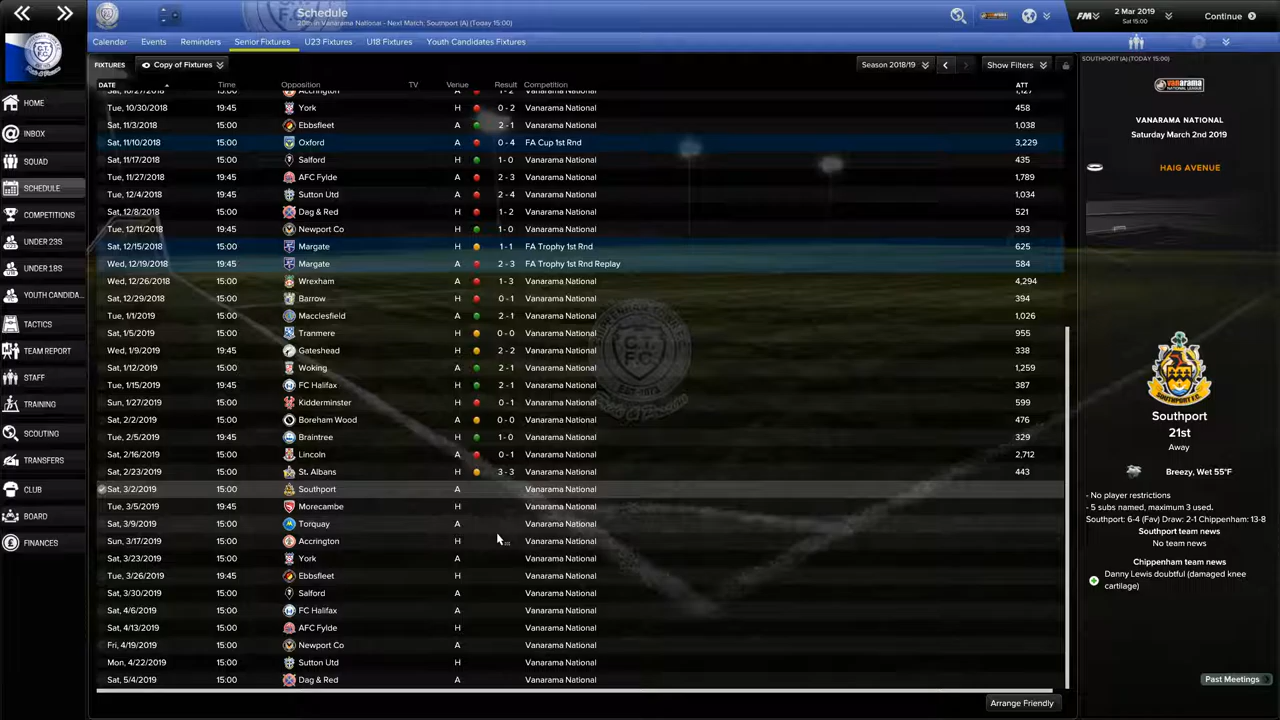 Schedule
20th in Vanarama National - Next March, Southport (A) (Today 15:00)
FM
2 Mar 2019
Sat 15:00
Continue
Calendar Events Reminders Senior Fixtures U23 Fixtures U18 Fixtures Youth Candidates Fixtures
FIXTURES Copy of Fixtures Season 2018/19 Show Filters
DATE Time Opposition TV Venue Result Competition ATT
Sat, 10/27/2018 15:00 Accrington A 1 - 2 Vanarama National 1,127
Tue, 10/30/2018 19:45 York H 0 - 2 Vanarama National 458
Sat, 11/3/2018 15:00 Ebbsfleet A 2 - 1 Vanarama National 1,038
Sat, 11/10/2018 15:00 Oxford A 0 - 4 FA Cup 1st Rnd 3,229
Sat, 11/17/2018 15:00 Salford H 1 - 0 Vanarama National 435
Tue, 11/27/2018 19:45 AFC Fylde A 2 - 3 Vanarama National 1,789
Tue, 12/4/2018 19:45 Sutton Utd A 2 - 4 Vanarama National 1,034
Sat, 12/8/2018 15:00 Dag & Red H 1 - 2 Vanarama National 521
Tue, 12/11/2018 19:45 Newport Co H 1 - 0 Vanarama National 393
Sat, 12/15/2018 15:00 Margate H 1 - 1 FA Trophy 1st Rnd 625
Wed, 12/19/2018 19:45 Margate A 2 - 3 FA Trophy 1st Rnd Replay 584
Wed, 12/26/2018 15:00 Wrexham A 1 - 3 Vanarama National 4,294
Sat, 12/29/2018 15:00 Barrow H 0 - 1 Vanarama National 394
Tue, 1/1/2019 15:00 Macclesfield A 2 - 1 Vanarama National 1,026
Sat, 1/5/2019 15:00 Tranmere H 0 - 0 Vanarama National 955
Wed, 1/9/2019 19:45 Gateshead H 2 - 2 Vanarama National 338
Sat, 1/12/2019 15:00 Woking A 2 - 1 Vanarama National 1,259
Tue, 1/15/2019 19:45 FC Halifax H 2 - 1 Vanarama National 387
Sun, 1/27/2019 15:00 Kidderminster H 0 - 1 Vanarama National 599
Sat, 2/2/2019 15:00 Boreham Wood A 0 - 0 Vanarama National 476
Tue, 2/5/2019 19:45 Braintree H 1 - 0 Vanarama National 329
Sat, 2/16/2019 15:00 Lincoln A 0 - 1 Vanarama National 2,712
Sat, 2/23/2019 15:00 St. Albans H 3 - 3 Vanarama National 443
Sat, 3/2/2019 15:00 Southport A Vanarama National
Tue, 3/5/2019 19:45 Morecambe H Vanarama National
Sat, 3/9/2019 15:00 Torquay A Vanarama National
Sun, 3/17/2019 15:00 Accrington H Vanarama National
Sat, 3/23/2019 15:00 York A Vanarama National
Tue, 3/26/2019 19:45 Ebbsfleet H Vanarama National
Sat, 3/30/2019 15:00 Salford A Vanarama National
Sat, 4/6/2019 15:00 FC Halifax A Vanarama National
Sat, 4/13/2019 15:00 AFC Fylde H Vanarama National
Fri, 4/19/2019 15:00 Newport Co A Vanarama National
Mon, 4/22/2019 15:00 Sutton Utd H Vanarama National
Sat, 5/4/2019 15:00 Dag & Red A Vanarama National
Arrange Friendly
HOME
INBOX
SQUAD
SCHEDULE
COMPETITIONS
UNDER 23S
UNDER 18S
YOUTH CANDIDA...
TACTICS
TEAM REPORT
STAFF
TRAINING
SCOUTING
TRANSFERS
CLUB
BOARD
FINANCES
SOUTHPORT (A) (TODAY 15:00)
vanarama
NATIONAL LEAGUE
VANARAMA NATIONAL
Saturday March 2nd 2019
HAIG AVENUE
SOUTHPORT F.C.
Southport
21st
Away
Breezy, Wet 55°F
- No player restrictions
- 5 subs named, maximum 3 used.
Southport: 6-4 (Fav) Draw: 2-1 Chippenham: 13-8
Southport team news
No team news
Chippenham team news
Danny Lewis doubtful (damaged knee
cartilage)
Past Meetings